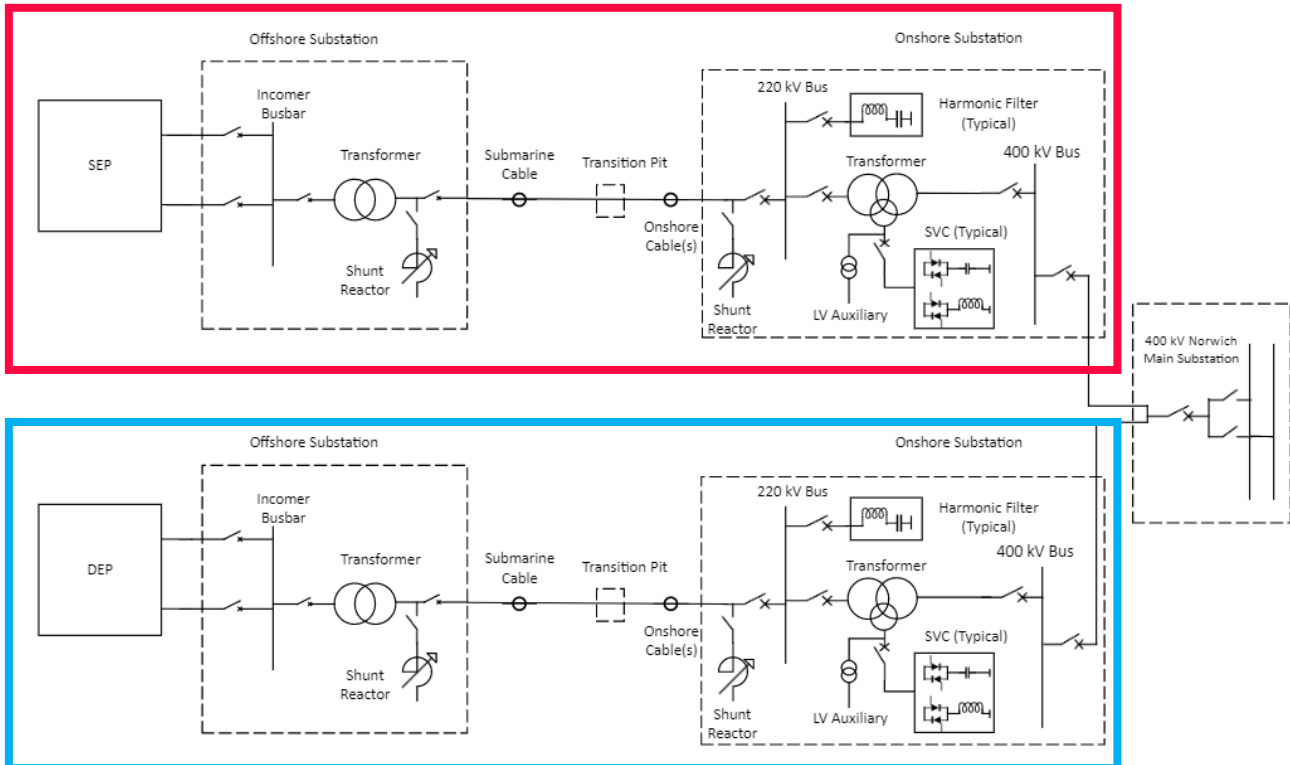 Offshore Substation
Onshore Substation
Incomer
Busbar
220 kV Bus
Harmonic Filter
(Typical)
SEP
Transformer
Submarine
Cable
Transition Pit
Transformer
400 kV Bus
Onshore
Cable(s)
SVC (Typical)
Shunt
Reactor
Shunt
Reactor
LV Auxiliary
400 kV Norwich
Main Substation
Offshore Substation
Onshore Substation
Incomer
Busbar
220 kV Bus
Harmonic Filter
(Typical)
DEP
Transformer
Submarine
Cable
Transition Pit
Transformer
400 kV Bus
Onshore
Cable(s)
SVC (Typical)
Shunt
Reactor
Shunt
Reactor
LV Auxiliary